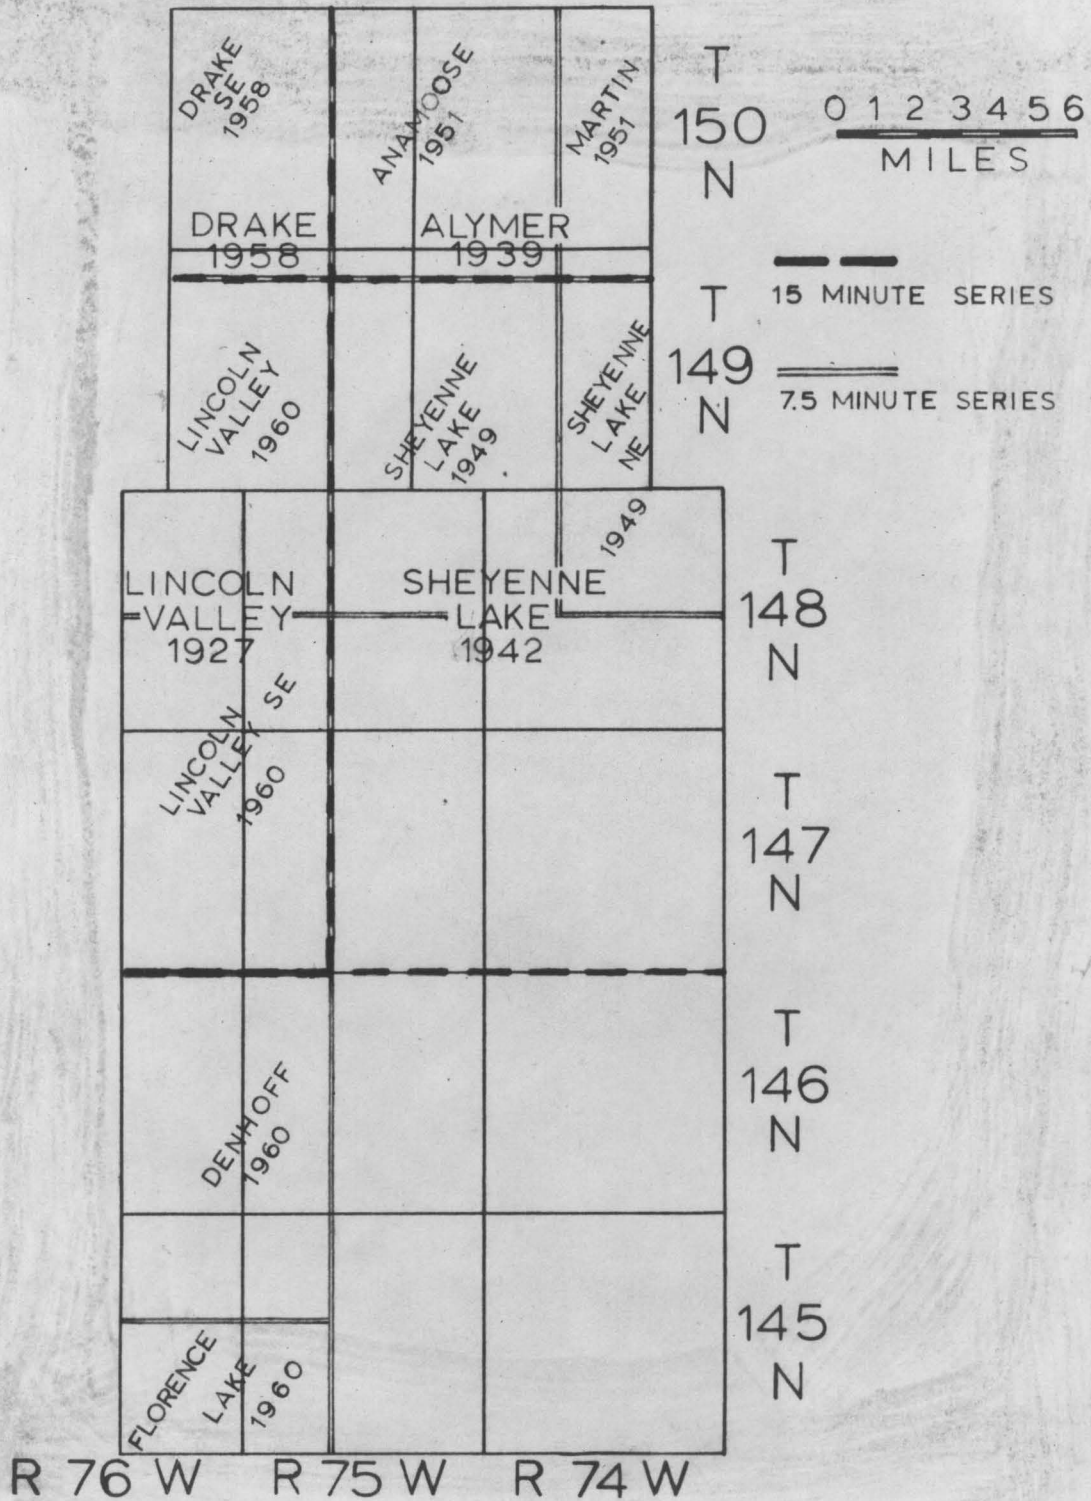 DRAKE
SE
1958
ANAMOOSE
1951
MARTIN
1951
T
150
N
0 1 2 3 4 5 6
MILES
DRAKE
1958
ALYMER
1939
15 MINUTE SERIES
T
149
N
7.5 MINUTE SERIES
LINCOLN
VALLEY
1960
SHEYENNE
LAKE
1949
SHEYENNE
LAKE
NE
1949
LINCOLN
VALLEY
1927
SHEYENNE
LAKE
1942
T
148
N
LINCOLN
VALLEY SE
1960
T
147
N
DENHOFF
1960
T
146
N
T
145
N
FLORENCE
LAKE
1960
R 76 W R 75 W R 74 W